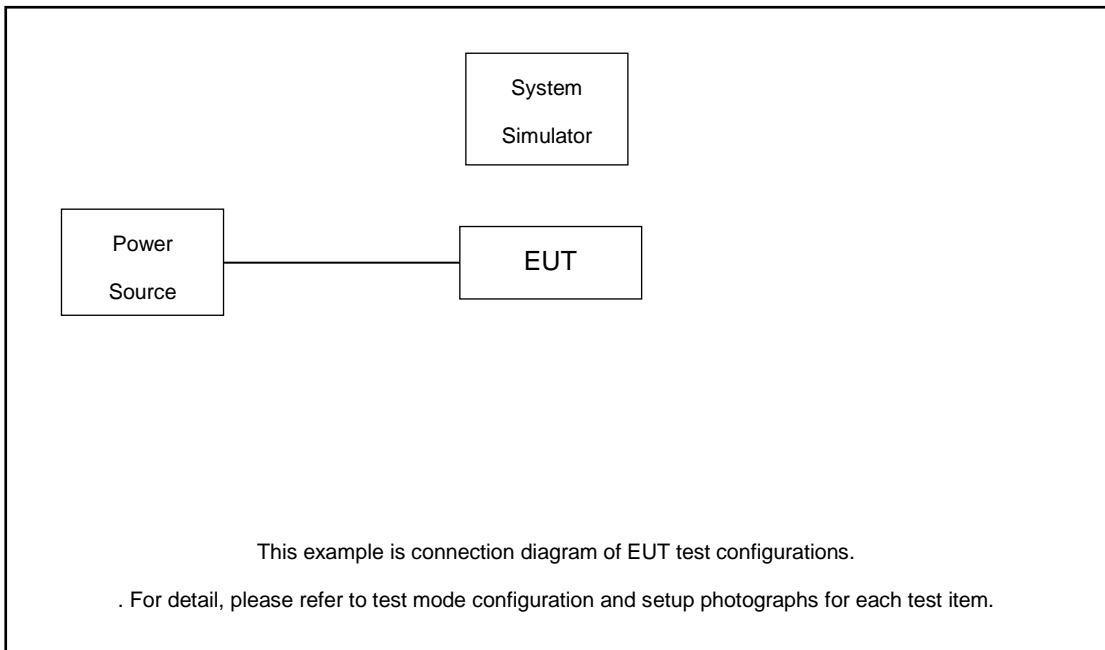 System
Simulator
Power
Source
EUT
This example is connection diagram of EUT test configurations.
. For detail, please refer to test mode configuration and setup photographs for each test item.